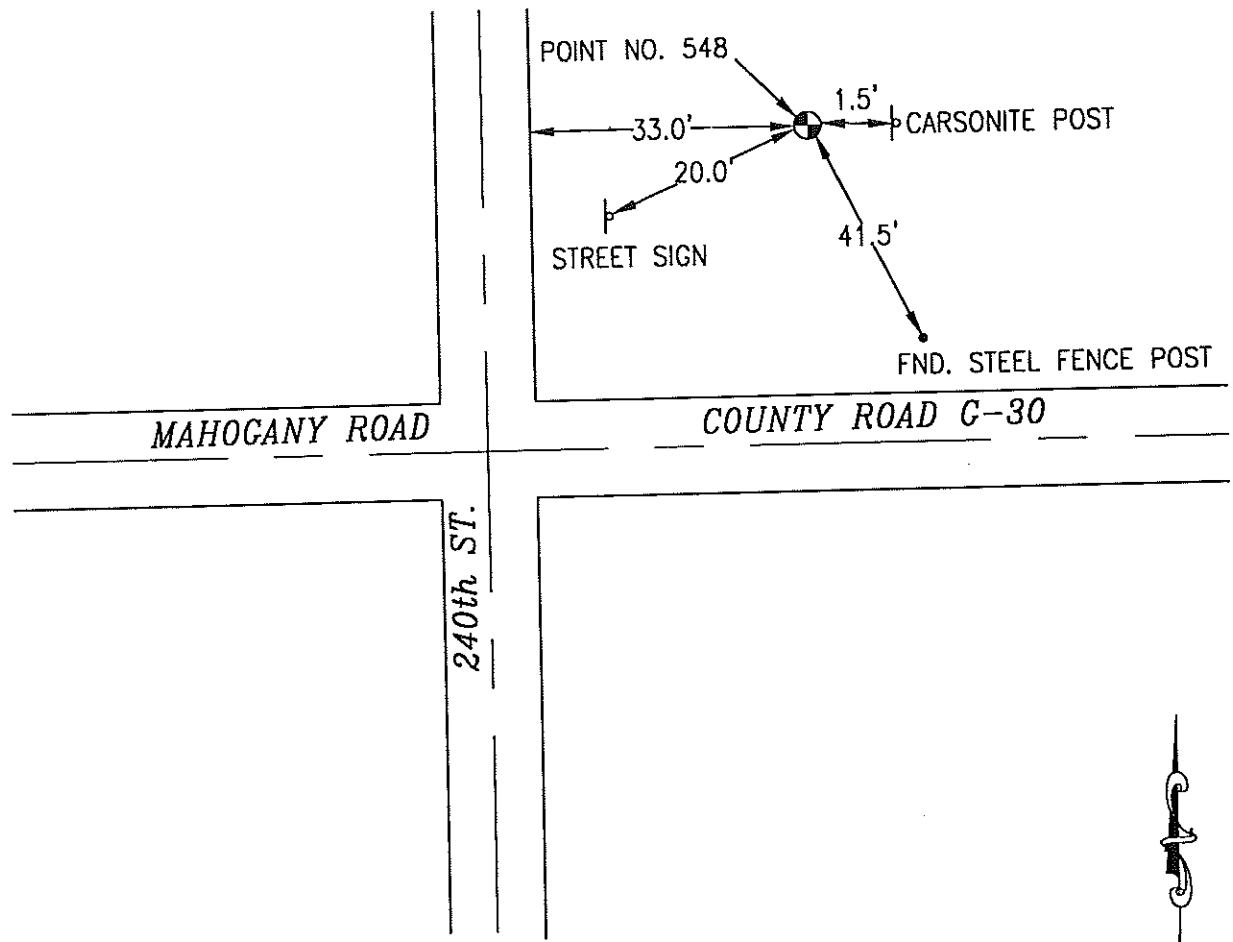 POINT NO. 548
1.5'
CARSONITE POST
33.0'
20.0'
41.5'
STREET SIGN
FND. STEEL FENCE POST
MAHOGANY ROAD
COUNTY ROAD G-30
240th ST.